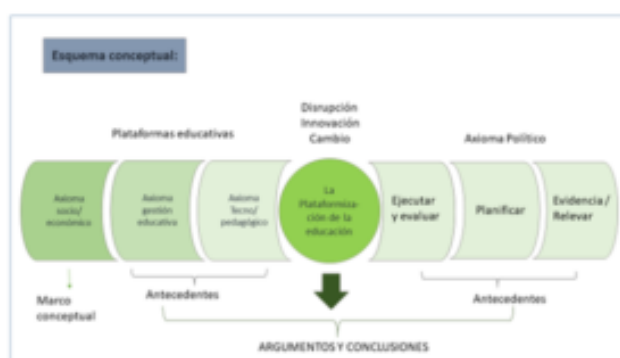 Esquema conceptual:
Disrupción
Innovación
Cambio
Plataformas educativas
Axioma Político
Axioma
socio/
económico
Axioma
gestión
educativa
Axioma
Tecno/
pedagógico
La
Plataformiza-
ción de la
educación
Ejecutar
y evaluar
Planificar
Evidencia /
Relevar
Marco
conceptual
Antecedentes
Antecedentes
ARGUMENTOS Y CONCLUSIONES